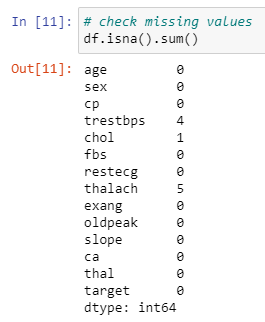 In [11]: # check missing values
df.isna().sum()
Out[11]: age 0
sex 0
cp 0
trestbps 4
chol 1
fbs 0
restecg 0
thalach 5
exang 0
oldpeak 0
slope 0
ca 0
thal 0
target 0
dtype: int64